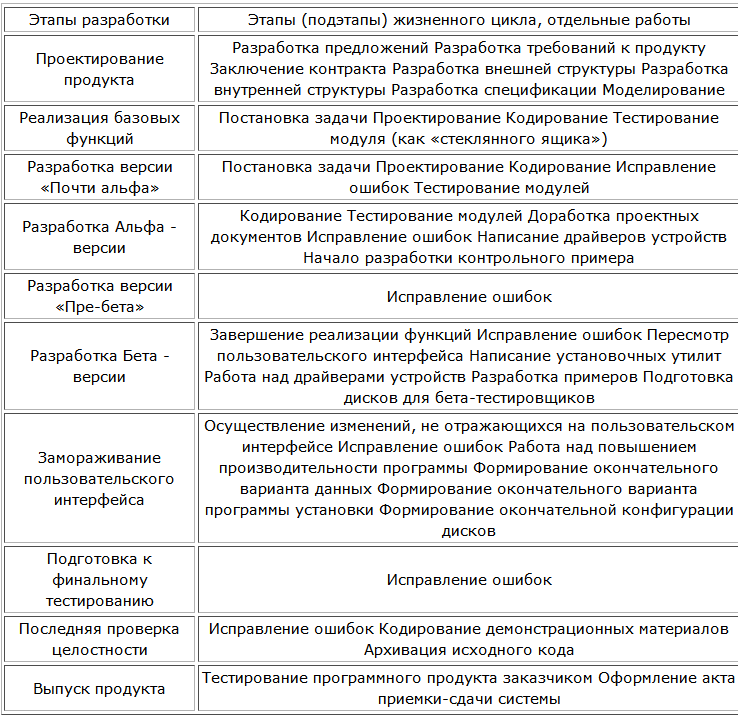 Этапы разработки
Этапы (подэтапы) жизненного цикла, отдельные работы
Проектирование
продукта
Разработка предложений Разработка требований к продукту
Заключение контракта Разработка внешней структуры Разработка
внутренней структуры Разработка спецификации Моделирование
Реализация базовых
функций
Постановка задачи Проектирование Кодирование Тестирование
модуля (как «стеклянного ящика»)
Разработка версии
«Почти альфа»
Постановка задачи Проектирование Кодирование Исправление
ошибок Тестирование модулей
Разработка Альфа -
версии
Кодирование Тестирование модулей Доработка проектных
документов Исправление ошибок Написание драйверов устройств
Начало разработки контрольного примера
Разработка версии
«Пре-бета»
Исправление ошибок
Разработка Бета -
версии
Завершение реализации функций Исправление ошибок Пересмотр
пользовательского интерфейса Написание установочных утилит
Работа над драйверами устройств Разработка примеров Подготовка
дисков для бета-тестировщиков
Замораживание
пользовательского
интерфейса
Осуществление изменений, не отражающихся на пользовательском
интерфейсе Исправление ошибок Работа над повышением
производительности программы Формирование окончательного
варианта данных Формирование окончательного варианта
программы установки Формирование окончательной конфигурации
дисков
Подготовка к
финальному
тестированию
Исправление ошибок
Последняя проверка
целостности
Исправление ошибок Кодирование демонстрационных материалов
Архивация исходного кода
Выпуск продукта
Тестирование программного продукта заказчиком Оформление акта
приемки-сдачи системы